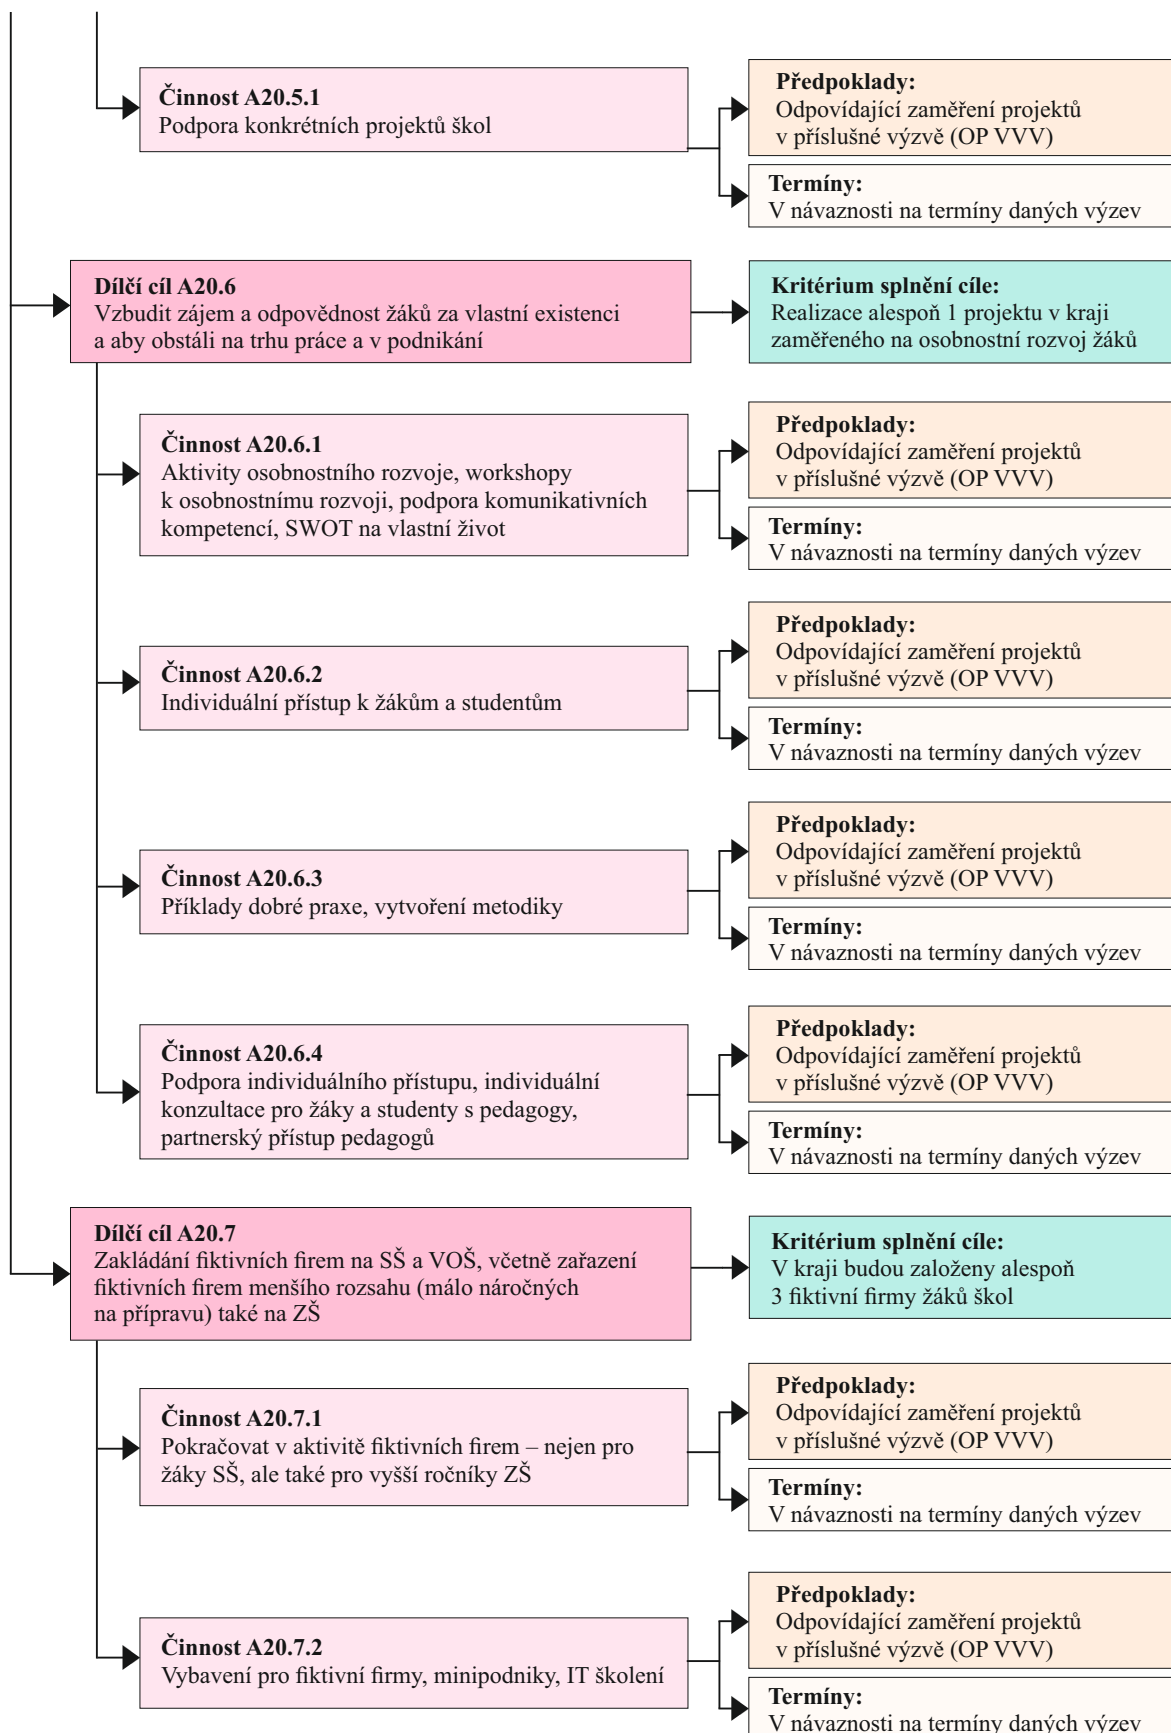 Činnost A20.5.1
Podpora konkrétních projektů škol
Předpoklady:
Odpovídající zaměření projektů
v příslušné výzvě (OP VVV)
Termíny:
V návaznosti na termíny daných výzev
Dílčí cíl A20.6
Vzbudit zájem a odpovědnost žáků za vlastní existenci
a aby obstáli na trhu práce a v podnikání
Kritérium splnění cíle:
Realizace alespoň 1 projektu v kraji
zaměřeného na osobnostní rozvoj žáků
Činnost A20.6.1
Aktivity osobnostního rozvoje, workshopy
k osobnostnímu rozvoji, podpora komunikativních
kompetencí, SWOT na vlastní život
Předpoklady:
Odpovídající zaměření projektů
v příslušné výzvě (OP VVV)
Termíny:
V návaznosti na termíny daných výzev
Činnost A20.6.2
Individuální přístup k žákům a studentům
Předpoklady:
Odpovídající zaměření projektů
v příslušné výzvě (OP VVV)
Termíny:
V návaznosti na termíny daných výzev
Činnost A20.6.3
Příklady dobré praxe, vytvoření metodiky
Předpoklady:
Odpovídající zaměření projektů
v příslušné výzvě (OP VVV)
Termíny:
V návaznosti na termíny daných výzev
Činnost A20.6.4
Podpora individuálního přístupu, individuální
konzultace pro žáky a studenty s pedagogy,
partnerský přístup pedagogů
Předpoklady:
Odpovídající zaměření projektů
v příslušné výzvě (OP VVV)
Termíny:
V návaznosti na termíny daných výzev
Dílčí cíl A20.7
Zakládání fiktivních firem na SŠ a VOŠ, včetně zařazení
fiktivních firem menšího rozsahu (málo náročných
na přípravu) také na ZŠ
Kritérium splnění cíle:
V kraji budou založeny alespoň
3 fiktivní firmy žáků škol
Činnost A20.7.1
Pokračovat v aktivitě fiktivních firem – nejen pro
žáky SŠ, ale také pro vyšší ročníky ZŠ
Předpoklady:
Odpovídající zaměření projektů
v příslušné výzvě (OP VVV)
Termíny:
V návaznosti na termíny daných výzev
Činnost A20.7.2
Vybavení pro fiktivní firmy, minipodniky, IT školení
Předpoklady:
Odpovídající zaměření projektů
v příslušné výzvě (OP VVV)
Termíny:
V návaznosti na termíny daných výzev